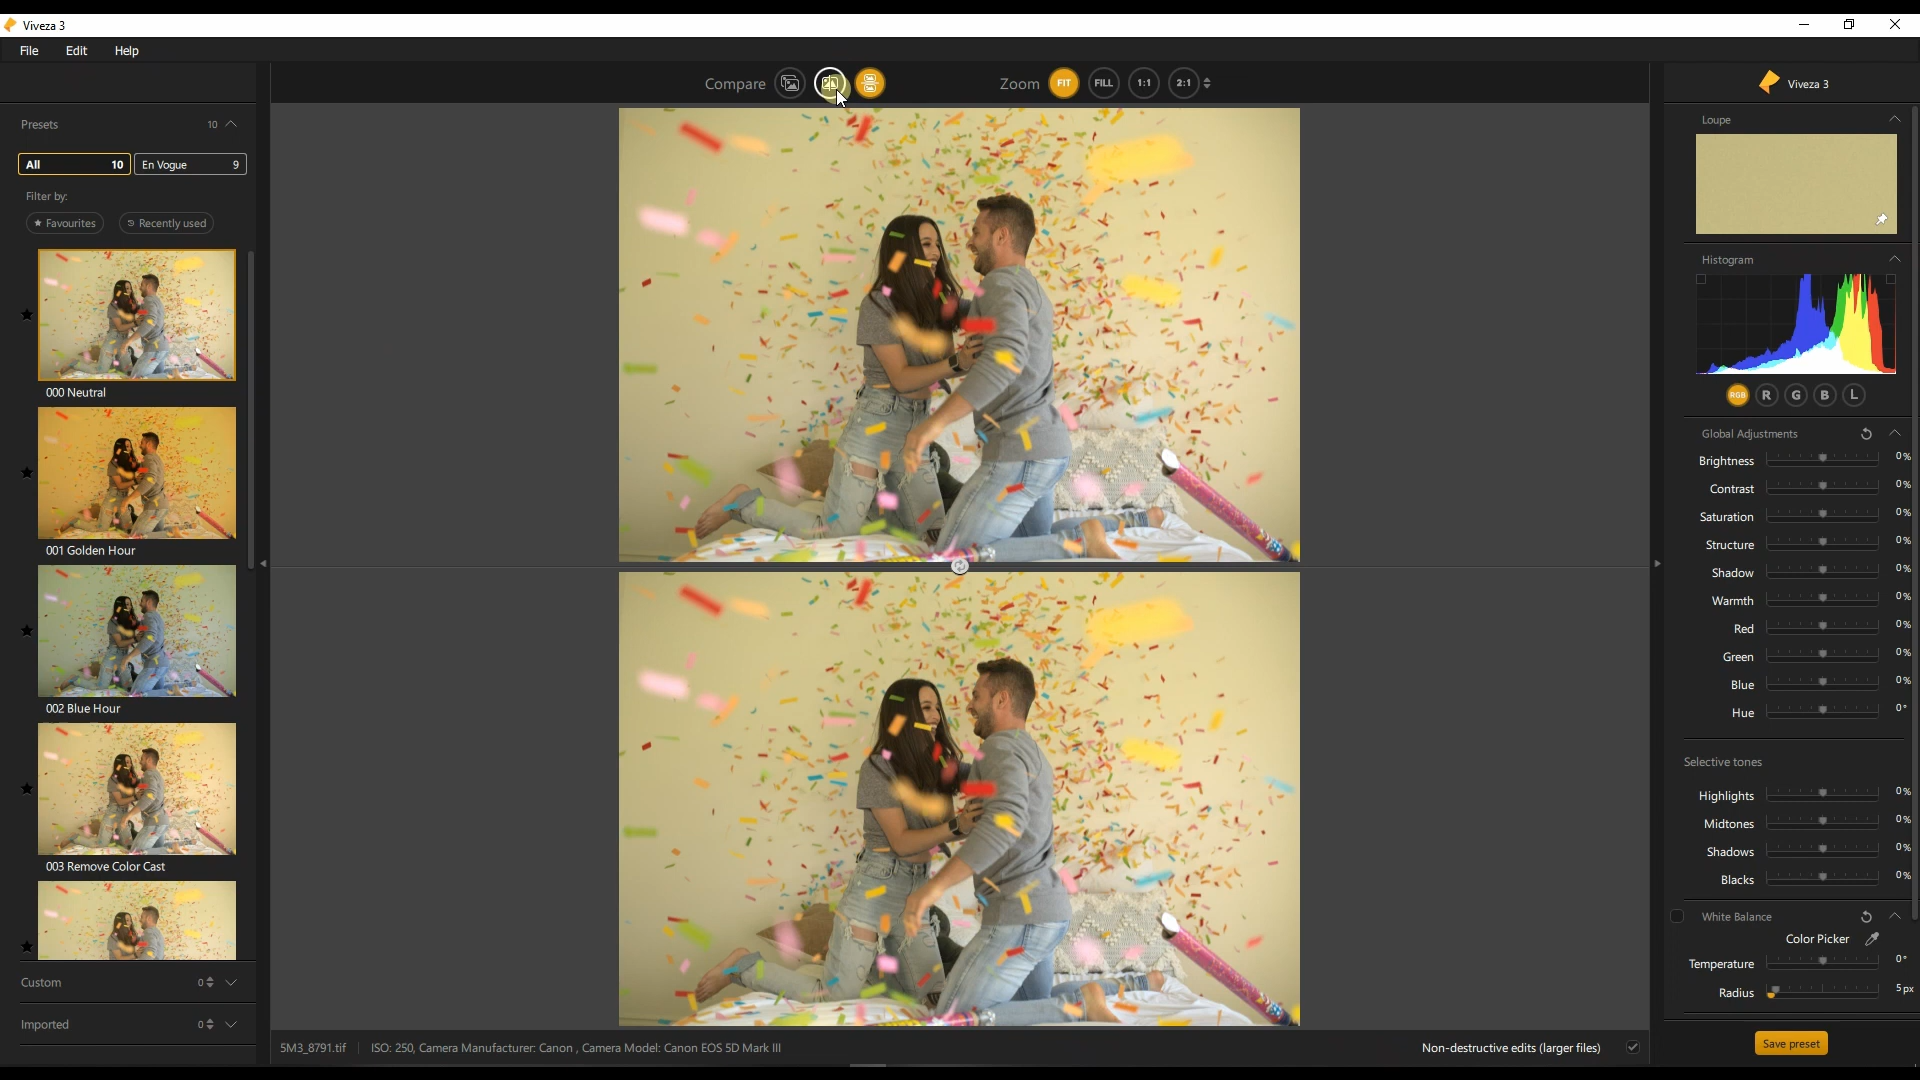 Viveza 3
File Edit Help
Compare Zoom FIT FILL 1:1 2:1
Viveza 3
Presets 10
All 10 En Vogue 9
Filter by:
Favourites Recently used
000 Neutral
001 Golden Hour
002 Blue Hour
003 Remove Color Cast
Custom 0
Imported 0
5M3_8791.tif ISO: 250, Camera Manufacturer: Canon , Camera Model: Canon EOS 5D Mark III
Non-destructive edits (larger files)
Loupe
Histogram
RGB R G B L
Global Adjustments
Brightness 0%
Contrast 0%
Saturation 0%
Structure 0%
Shadow 0%
Warmth 0%
Red 0%
Green 0%
Blue 0%
Hue 0°
Selective tones
Highlights 0%
Midtones 0%
Shadows 0%
Blacks 0%
White Balance
Color Picker
Temperature 0°
Radius 5px
Save preset